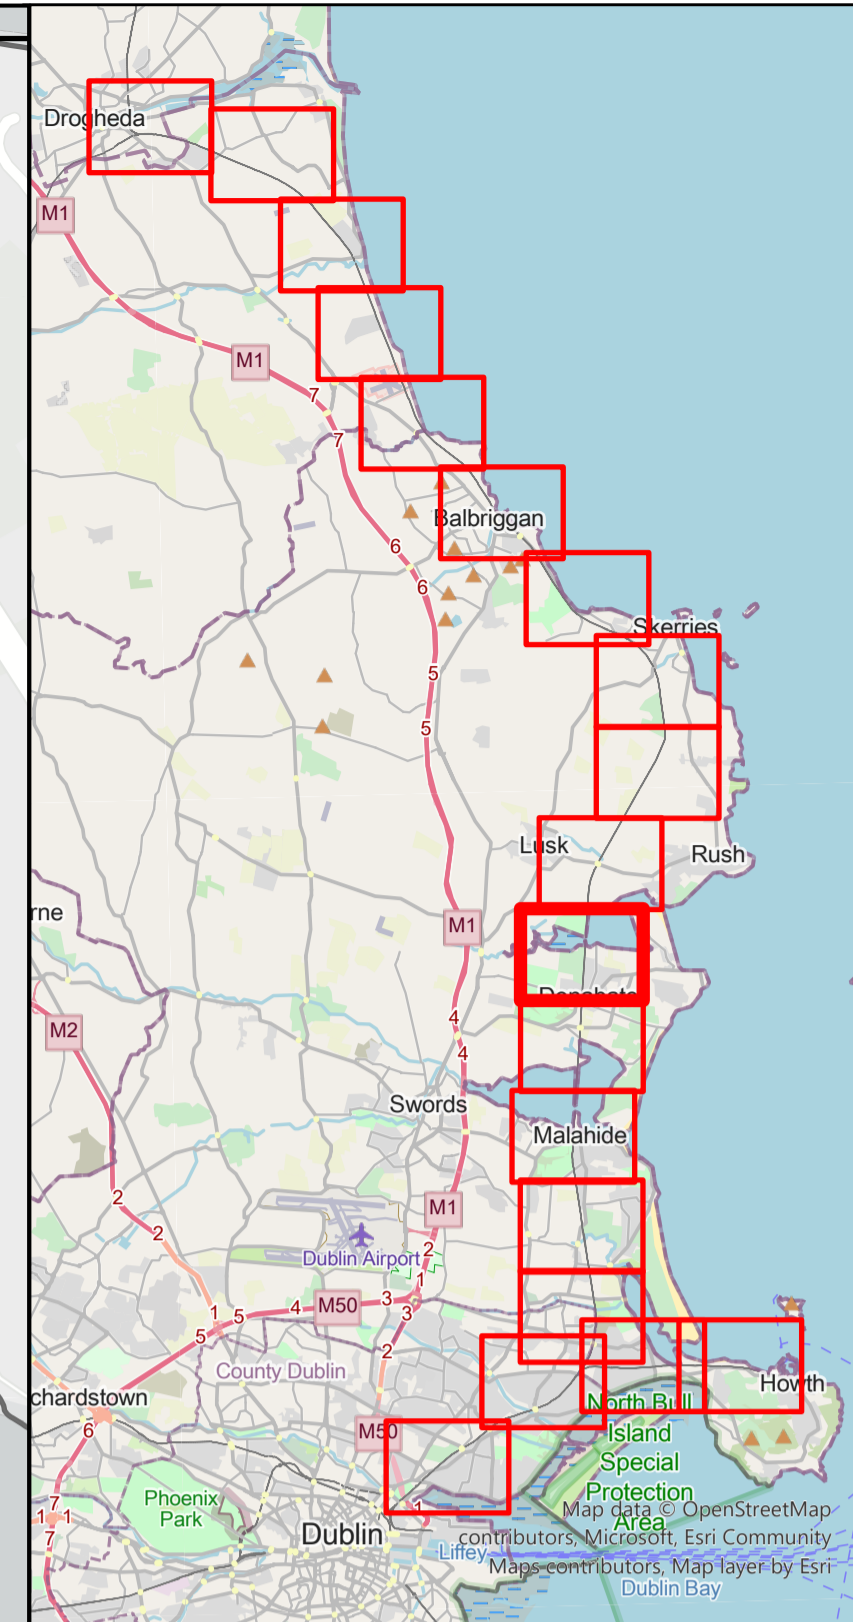 Drogheda
M1
M1
7
7
Balbriggan
6
6
Skerries
5
5
Lusk
Rush
rne
M1
Donabate
M2
4
4
Swords
Malahide
2
M1
2
2
Dublin Airport
1
M50
3
3
4
5
1
5
2
County Dublin
chardstown
Howth
North Bull
Island
Special
Protection
Area
M50
6
Phoenix
Park
7
1
1
7
1
Dublin
Liffey
Map data © OpenStreetMap
contributors, Microsoft, Esri Community
Maps contributors, Map layer by Esri
Dublin Bay